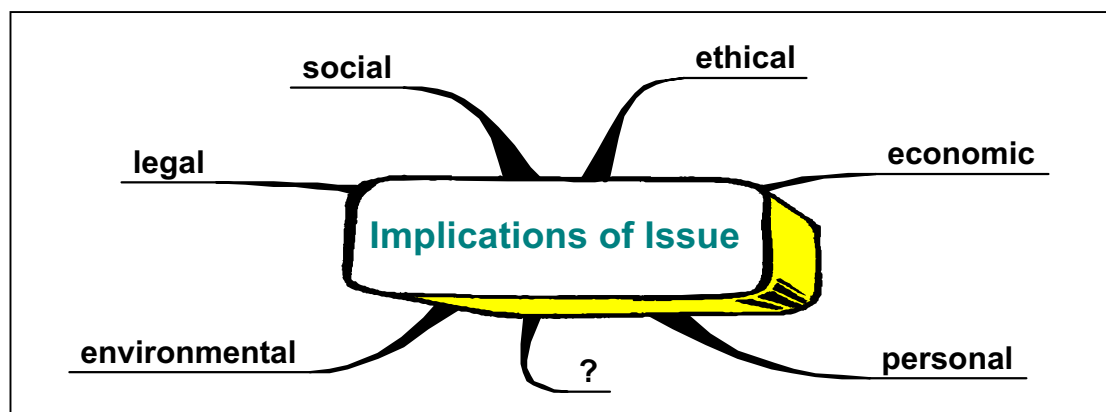 social
ethical
legal
economic
Implications of Issue
environmental
?
personal